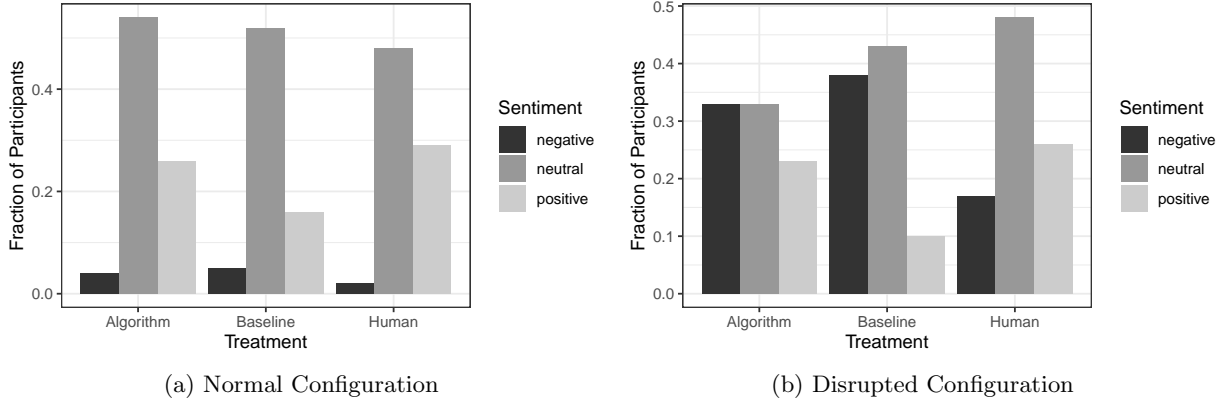 Fraction of Participants
0.4
0.2
0.0
Algorithm Baseline Human
Treatment
Sentiment
negative
neutral
positive
(a) Normal Configuration
Fraction of Participants
0.5
0.4
0.3
0.2
0.1
0.0
Algorithm Baseline Human
Treatment
Sentiment
negative
neutral
positive
(b) Disrupted Configuration